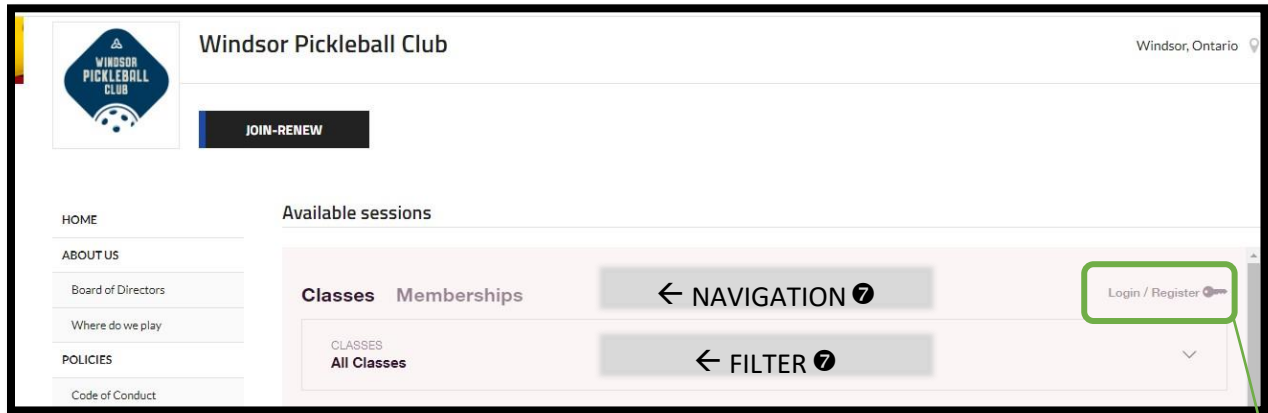 WINDSOR
PICKLEBALL
CLUB
Windsor Pickleball Club
Windsor, Ontario
JOIN-RENEW
HOME
ABOUT US
Board of Directors
Where do we play
POLICIES
Code of Conduct
Available sessions
Classes Memberships
← NAVIGATION ❼
Login / Register
CLASSES
All Classes
← FILTER ❼